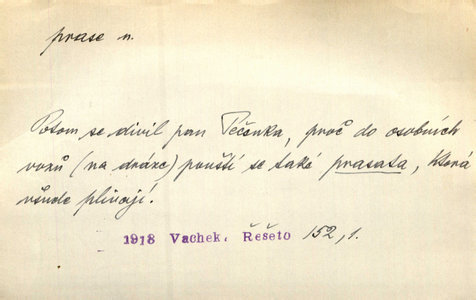 prase n.
Potom se divil pan Péčenka, proč do osobních
vozů (na dráze) pouští se také prasata, která
všude plivají.
1918 Vachek, Řešeto 152,1.